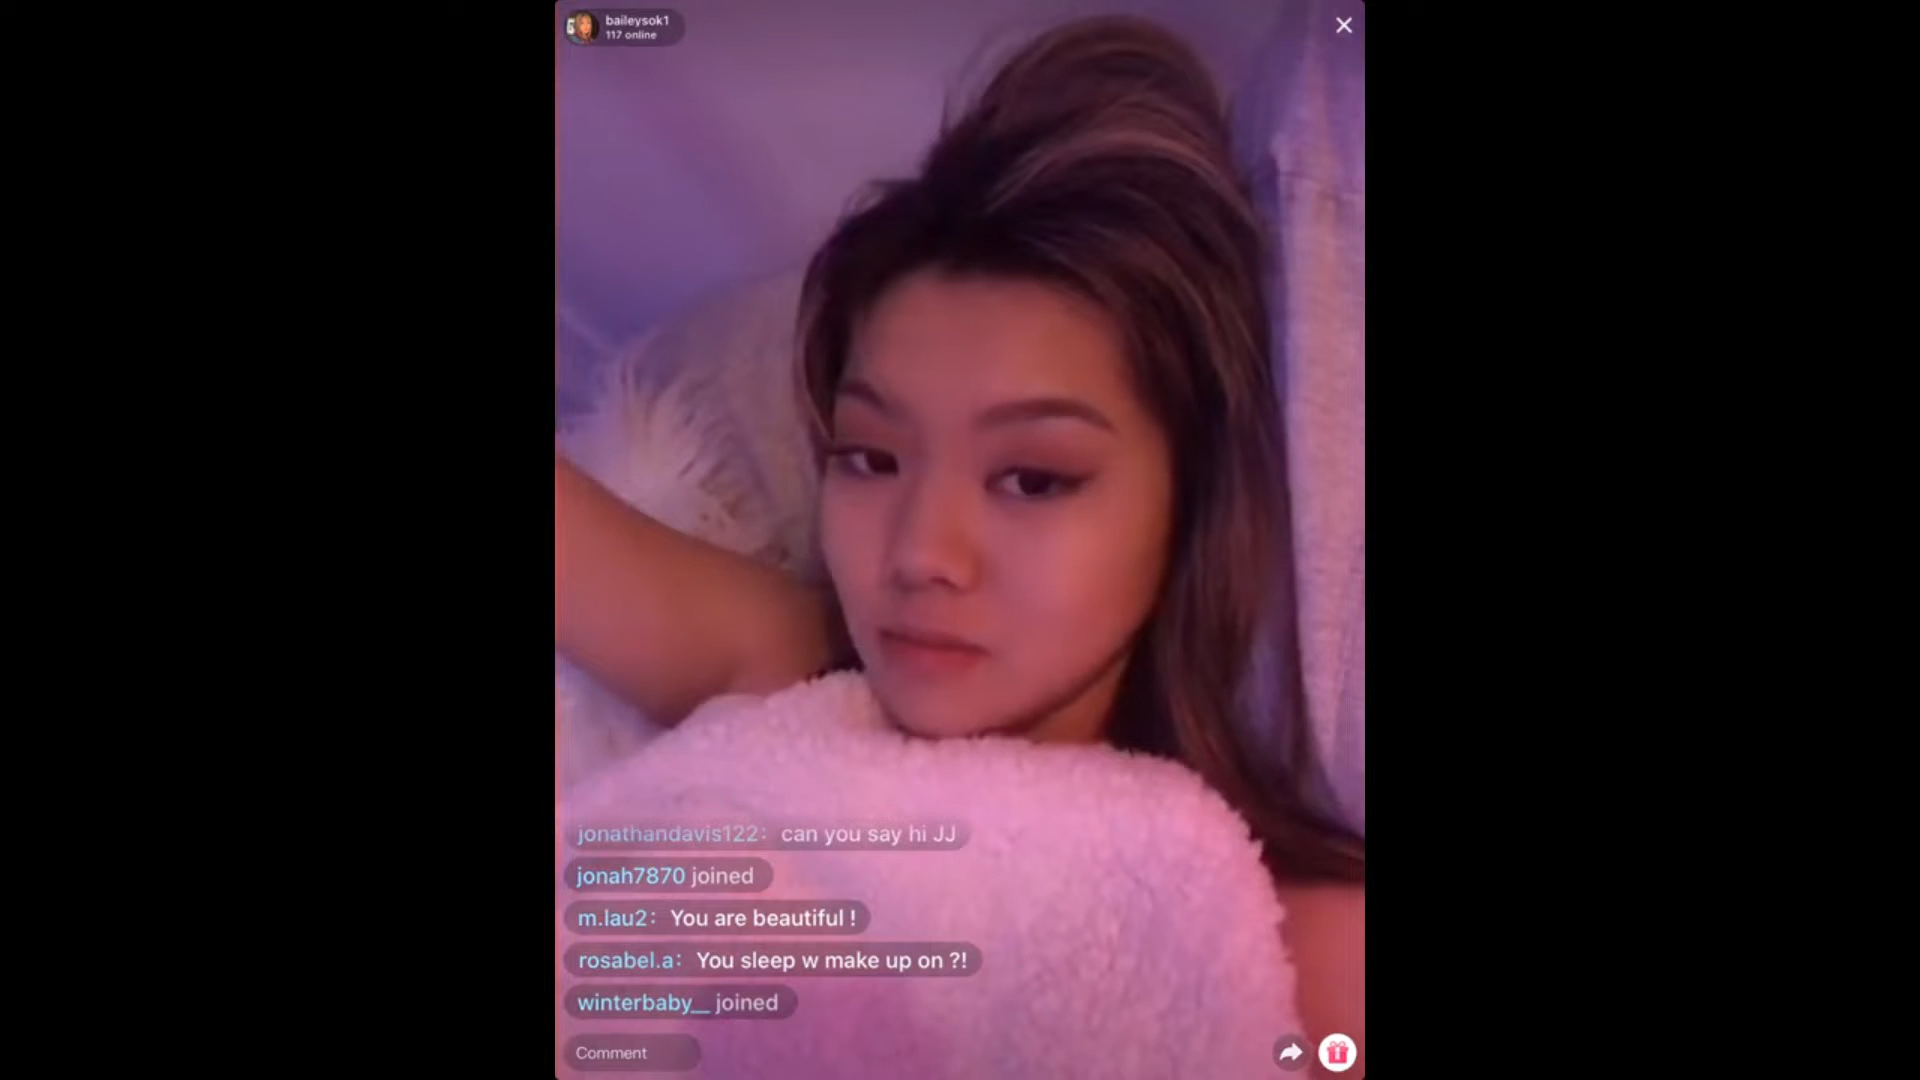 baileysok1
117 online
jonathandavis122: can you say hi JJ
jonah7870 joined
m.lau2: You are beautiful !
rosabel.a: You sleep w make up on ?!
winterbaby__ joined
Comment